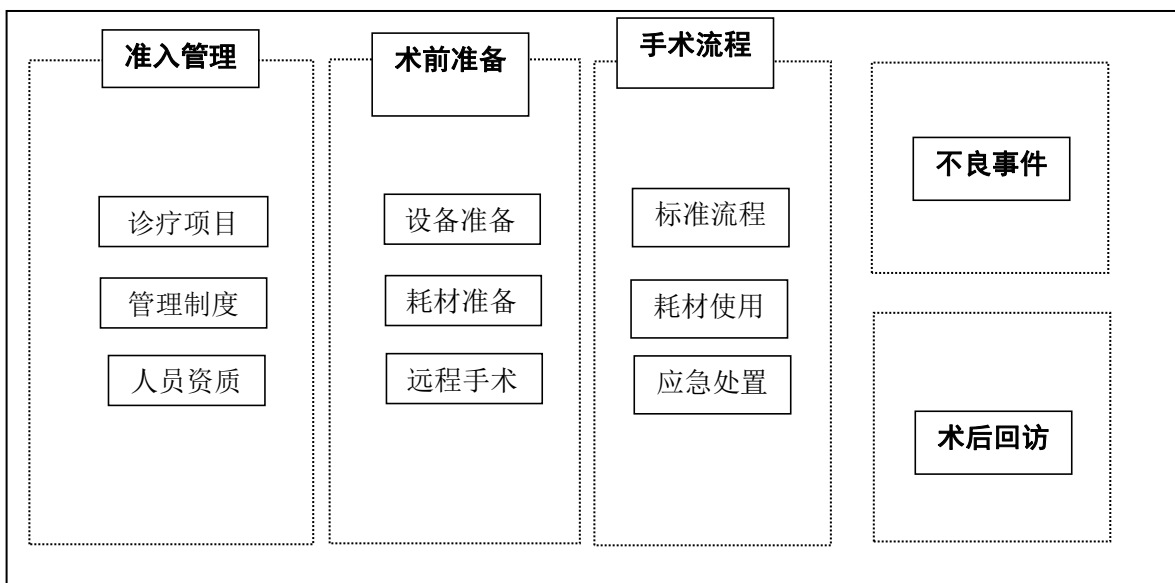 准入管理
诊疗项目
管理制度
人员资质
术前准备
设备准备
耗材准备
远程手术
手术流程
标准流程
耗材使用
应急处置
不良事件
术后回访